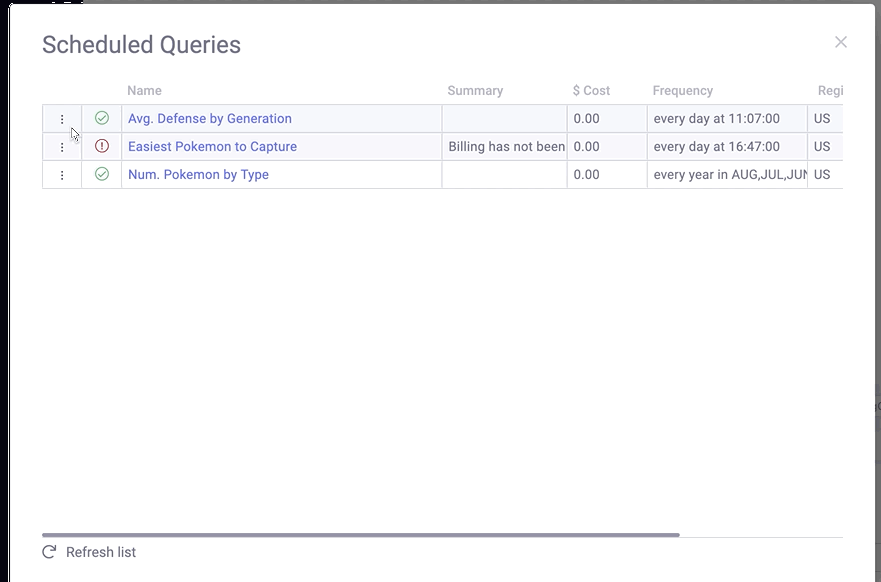 Scheduled Queries
Name Summary $ Cost Frequency Regi
Avg. Defense by Generation 0.00 every day at 11:07:00 US
Easiest Pokemon to Capture Billing has not been 0.00 every day at 16:47:00 US
Num. Pokemon by Type 0.00 every year in AUG,JUL,JUN US
Refresh list